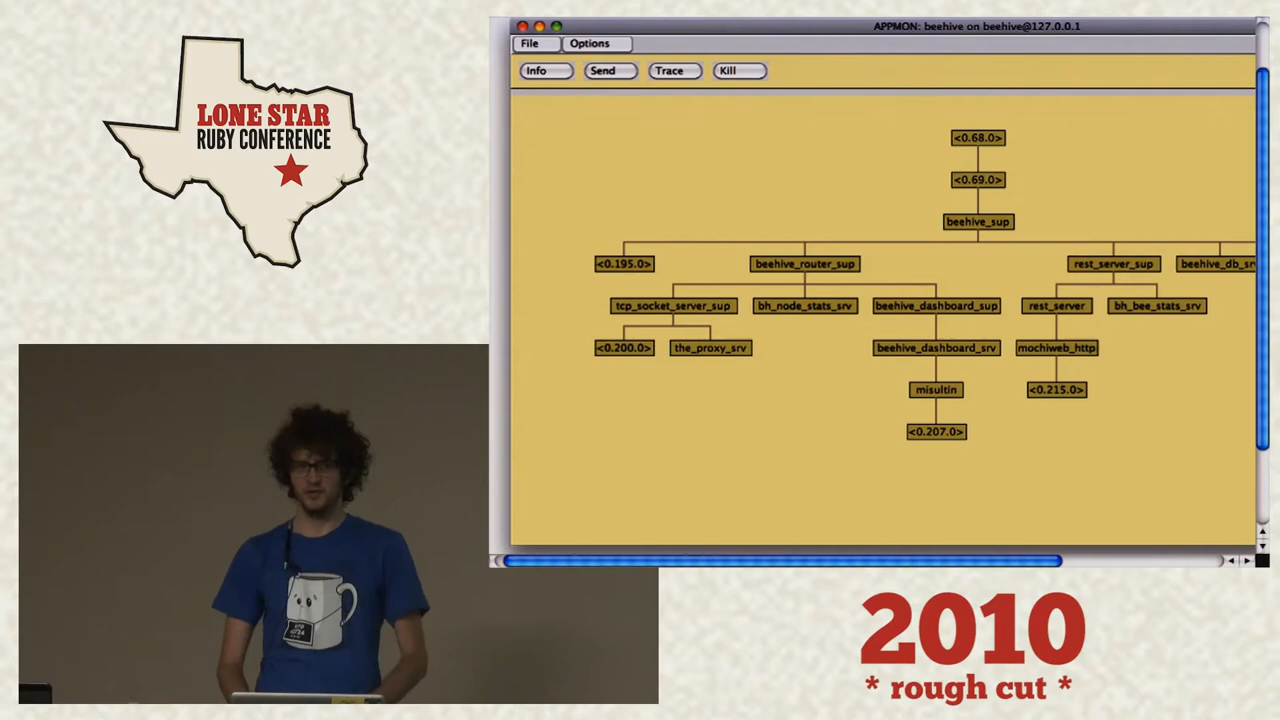 LONE STAR
RUBY CONFERENCE
APPMON: beehive on beehive@127.0.0.1
File
Options
Info
Send
Trace
Kill
<0.68.0>
<0.69.0>
beehive_sup
<0.195.0>
beehive_router_sup
rest_server_sup
beehive_db_sr
tcp_socket_server_sup
bh_node_stats_srv
beehive_dashboard_sup
rest_server
bh_bee_stats_srv
<0.200.0>
the_proxy_srv
beehive_dashboard_srv
mochiweb_http
misultin
<0.215.0>
<0.207.0>
2010
* rough cut *